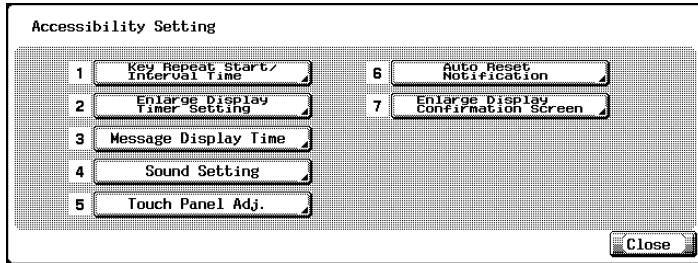 Accessibility Setting
1 Key Repeat Start/
Interval Time
2 Enlarge Display
Timer Setting
3 Message Display Time
4 Sound Setting
5 Touch Panel Adj.
6 Auto Reset
Notification
7 Enlarge Display
Confirmation Screen
Close